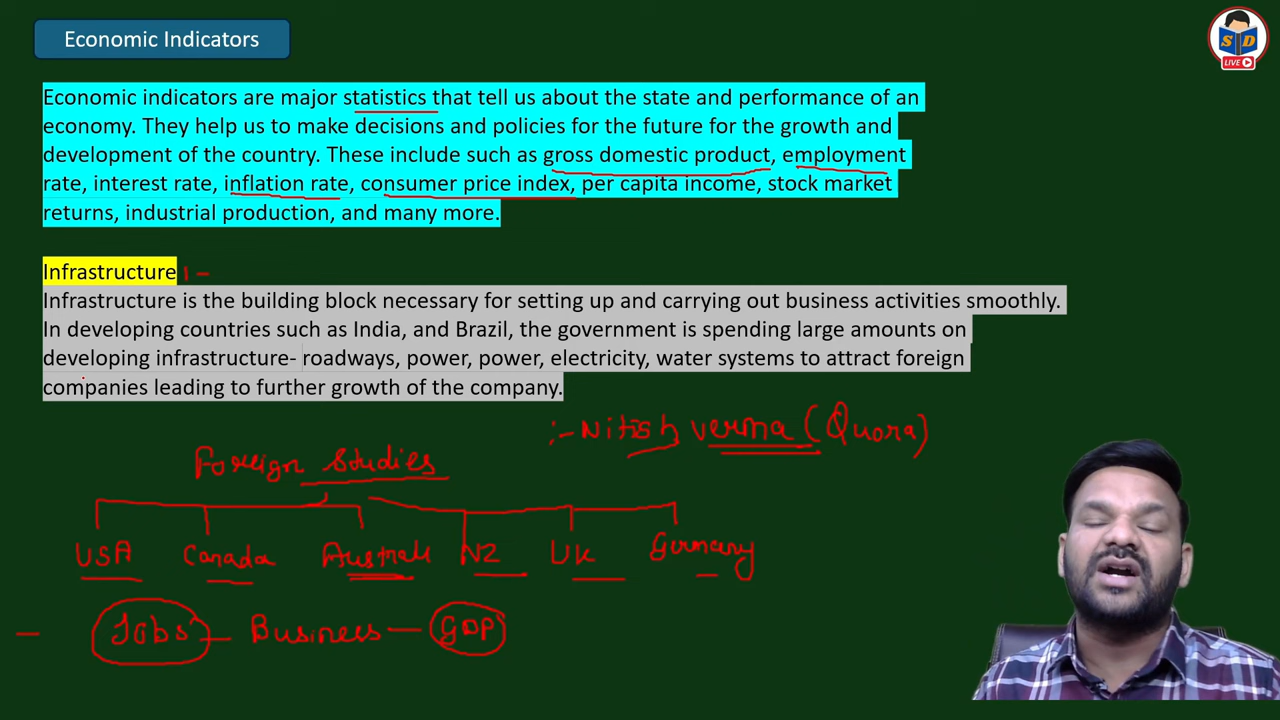 Economic Indicators
S D
LIVE
Economic indicators are major statistics that tell us about the state and performance of an
economy. They help us to make decisions and policies for the future for the growth and
development of the country. These include such as gross domestic product, employment
rate, interest rate, inflation rate, consumer price index, per capita income, stock market
returns, industrial production, and many more.
Infrastructure :-
Infrastructure is the building block necessary for setting up and carrying out business activities smoothly.
In developing countries such as India, and Brazil, the government is spending large amounts on
developing infrastructure- roadways, power, power, electricity, water systems to attract foreign
companies leading to further growth of the company.
:- Nitish verma (Quora)
Foreign Studies
USA Canada Australi NZ UK Germany
— Jobs — Business — GDP